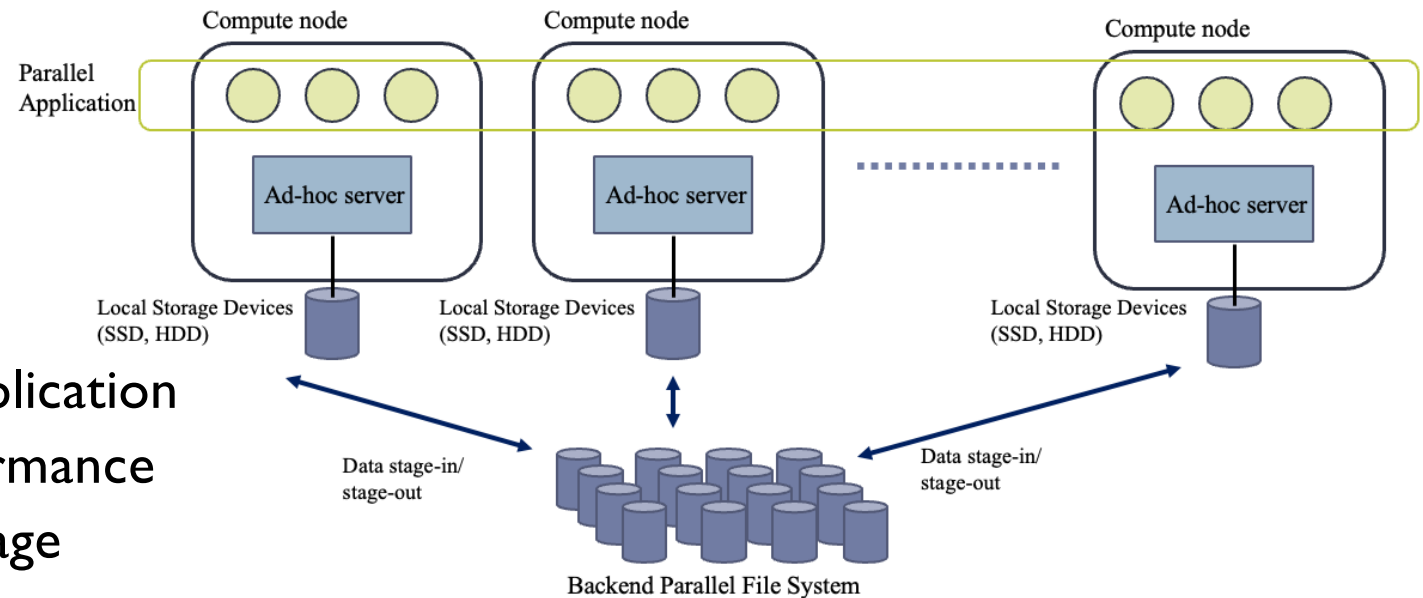 Compute node
Compute node
Compute node
Parallel
Application
Ad-hoc server
Ad-hoc server
Ad-hoc server
Local Storage Devices
(SSD, HDD)
Local Storage Devices
(SSD, HDD)
Local Storage Devices
(SSD, HDD)
plication
rmance
age
Data stage-in/
stage-out
Data stage-in/
stage-out
Backend Parallel File System